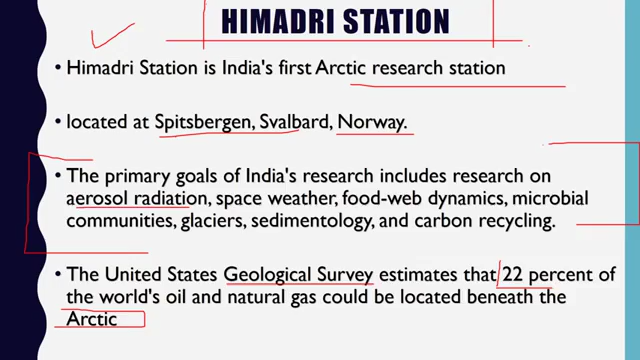 HIMADRI STATION
• Himadri Station is India's first Arctic research station
• located at Spitsbergen, Svalbard, Norway.
• The primary goals of India's research includes research on
aerosol radiation, space weather, food-web dynamics, microbial
communities, glaciers, sedimentology, and carbon recycling.
• The United States Geological Survey estimates that 22 percent of
the world's oil and natural gas could be located beneath the
Arctic